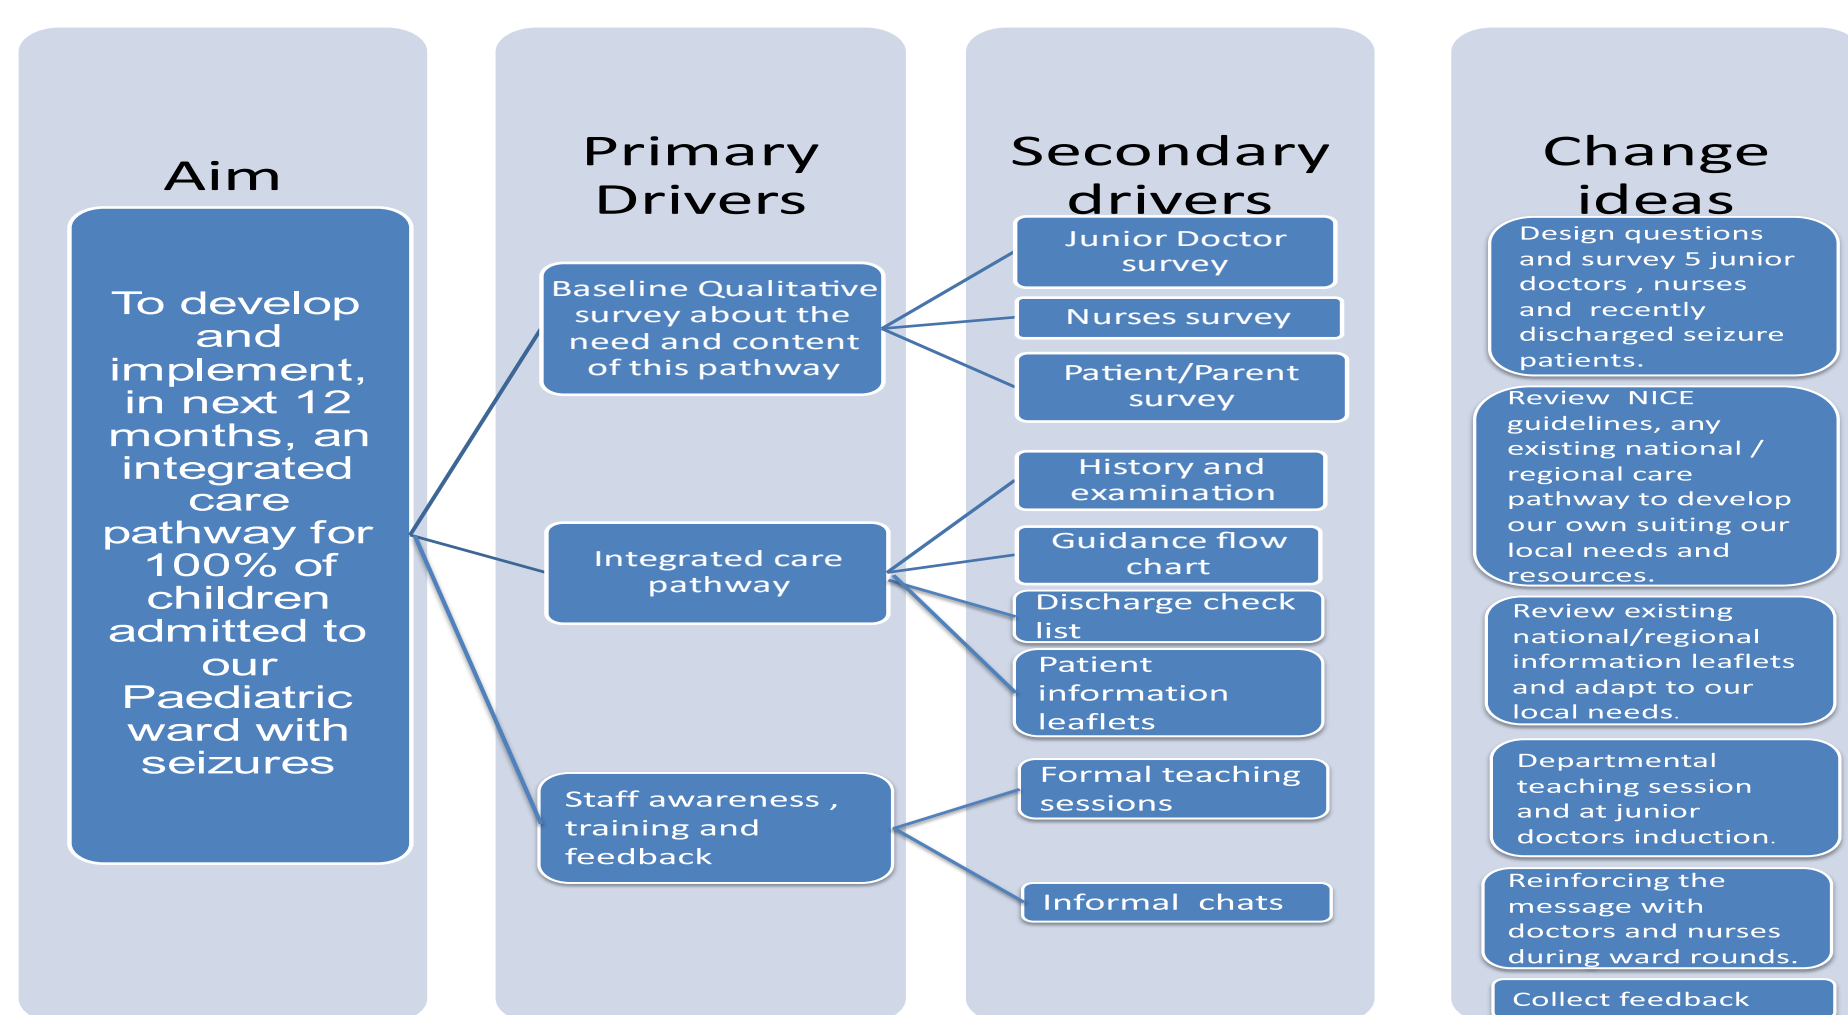 Aim
To develop
and
implement,
in next 12
months, an
integrated
care
pathway for
100% of
children
admitted to
our
Paediatric
ward with
seizures
Primary
Drivers
Baseline Qualitative
survey about the
need and content
of this pathway
Integrated care
pathway
Staff awareness ,
training and
feedback
Secondary
drivers
Junior Doctor
survey
Nurses survey
Patient/Parent
survey
History and
examination
Guidance flow
chart
Discharge check
list
Patient
information
leaflets
Formal teaching
sessions
Informal chats
Change
ideas
Design questions
and survey 5 junior
doctors , nurses
and recently
discharged seizure
patients.
Review NICE
guidelines, any
existing national /
regional care
pathway to develop
our own suiting our
local needs and
resources.
Review existing
national/regional
information leaflets
and adapt to our
local needs.
Departmental
teaching session
and at junior
doctors induction.
Reinforcing the
message with
doctors and nurses
during ward rounds.
Collect feedback